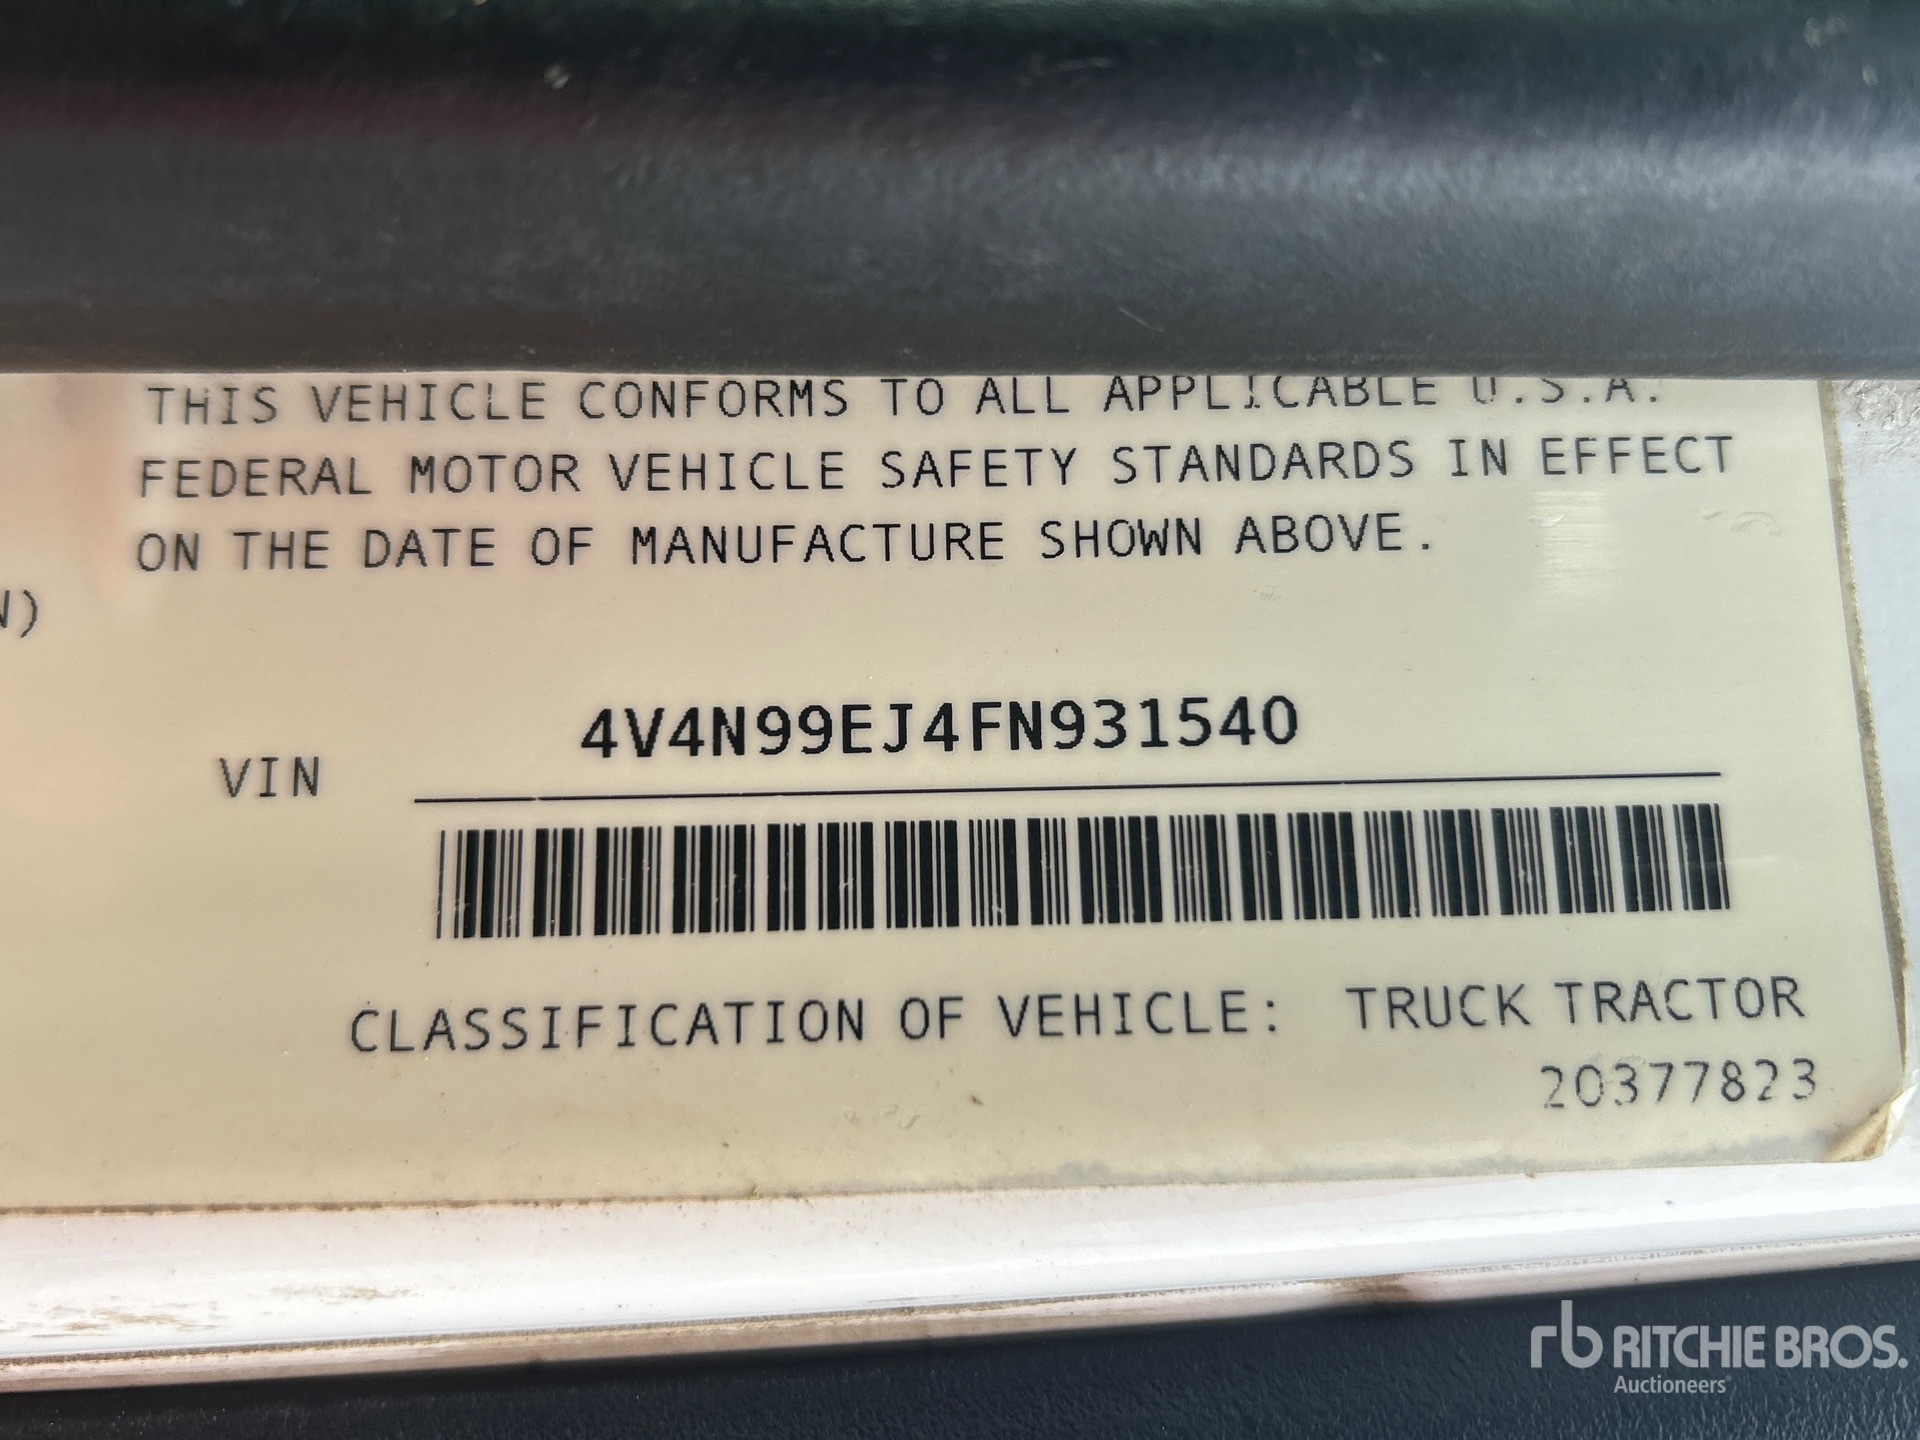 THIS VEHICLE CONFORMS TO ALL APPLICABLE U.S.A.
FEDERAL MOTOR VEHICLE SAFETY STANDARDS IN EFFECT
ON THE DATE OF MANUFACTURE SHOWN ABOVE.
N)
4V4N99EJ4FN931540
VIN
CLASSIFICATION OF VEHICLE: TRUCK TRACTOR
20377823
rb RITCHIE BROS.
Auctioneers